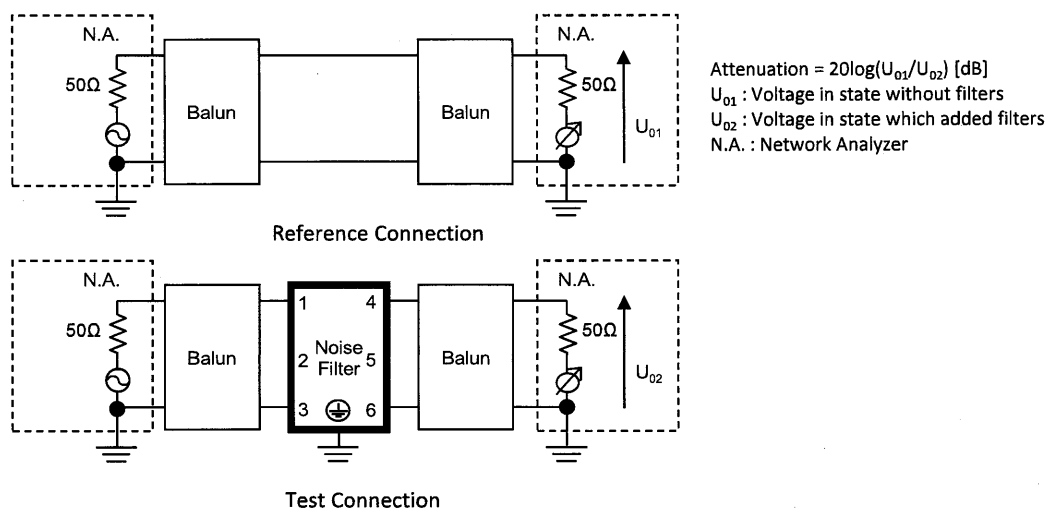 N.A.
N.A.
50Ω
Balun
Balun
50Ω
U01
Attenuation = 20log(U01/U02) [dB]
U01 : Voltage in state without filters
U02 : Voltage in state which added filters
N.A. : Network Analyzer
Reference Connection
N.A.
N.A.
50Ω
Balun
1
4
2
Noise
Filter
5
3
6
Balun
50Ω
U02
Test Connection